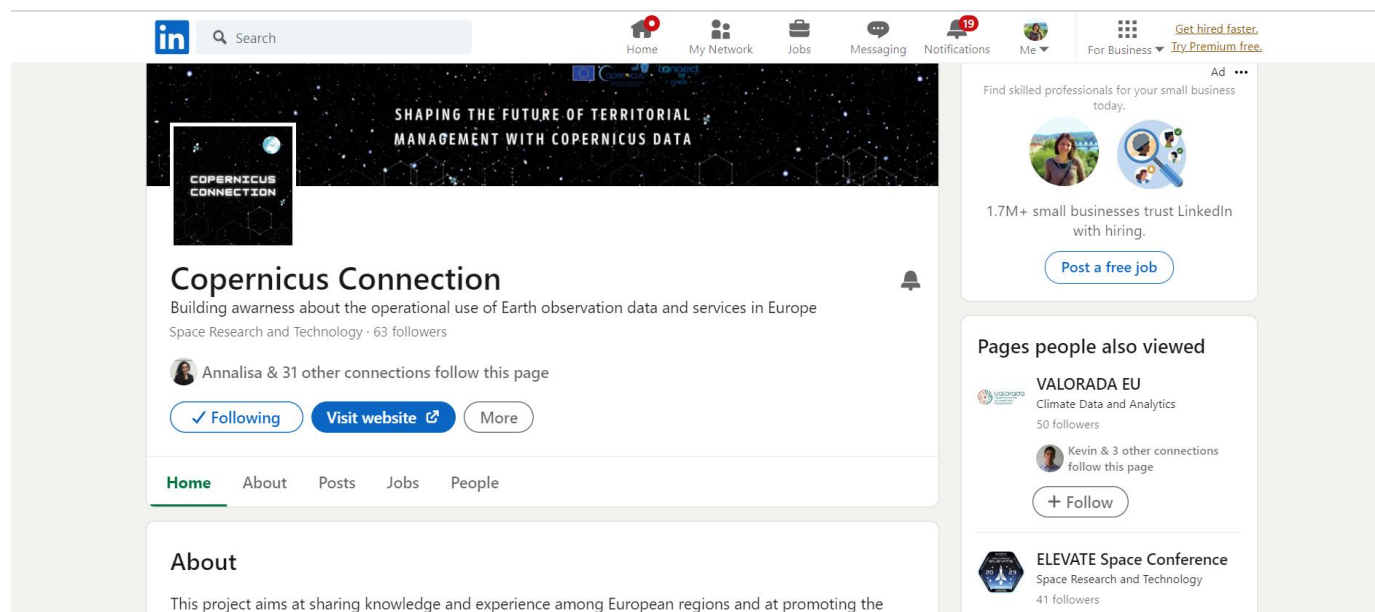 in
Search
Home
My Network
Jobs
Messaging
19
Notifications
Me
For Business
Get hired faster.
Try Premium free.
SHAPING THE FUTURE OF TERRITORIAL
MANAGEMENT WITH COPERNICUS DATA
COPERNICUS
CONNECTION
Copernicus Connection
Building awarness about the operational use of Earth observation data and services in Europe
Space Research and Technology · 63 followers
Annalisa & 31 other connections follow this page
Following
Visit website
More
Home
About
Posts
Jobs
People
About
This project aims at sharing knowledge and experience among European regions and at promoting the
Ad
Find skilled professionals for your small business
today.
1.7M+ small businesses trust LinkedIn
with hiring.
Post a free job
Pages people also viewed
valorada
VALORADA EU
Climate Data and Analytics
50 followers
Kevin & 3 other connections
follow this page
+ Follow
ELEVATE
20 23
ELEVATE Space Conference
Space Research and Technology
41 followers